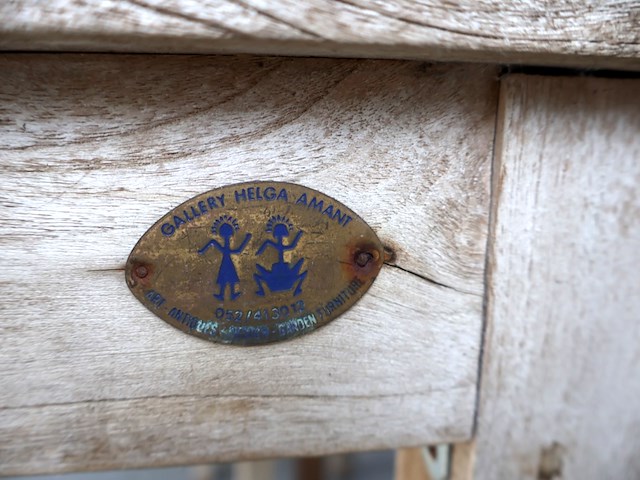 GALLERY HELGA AMANT
ART ANTIQUES
GARDEN FURNITURE